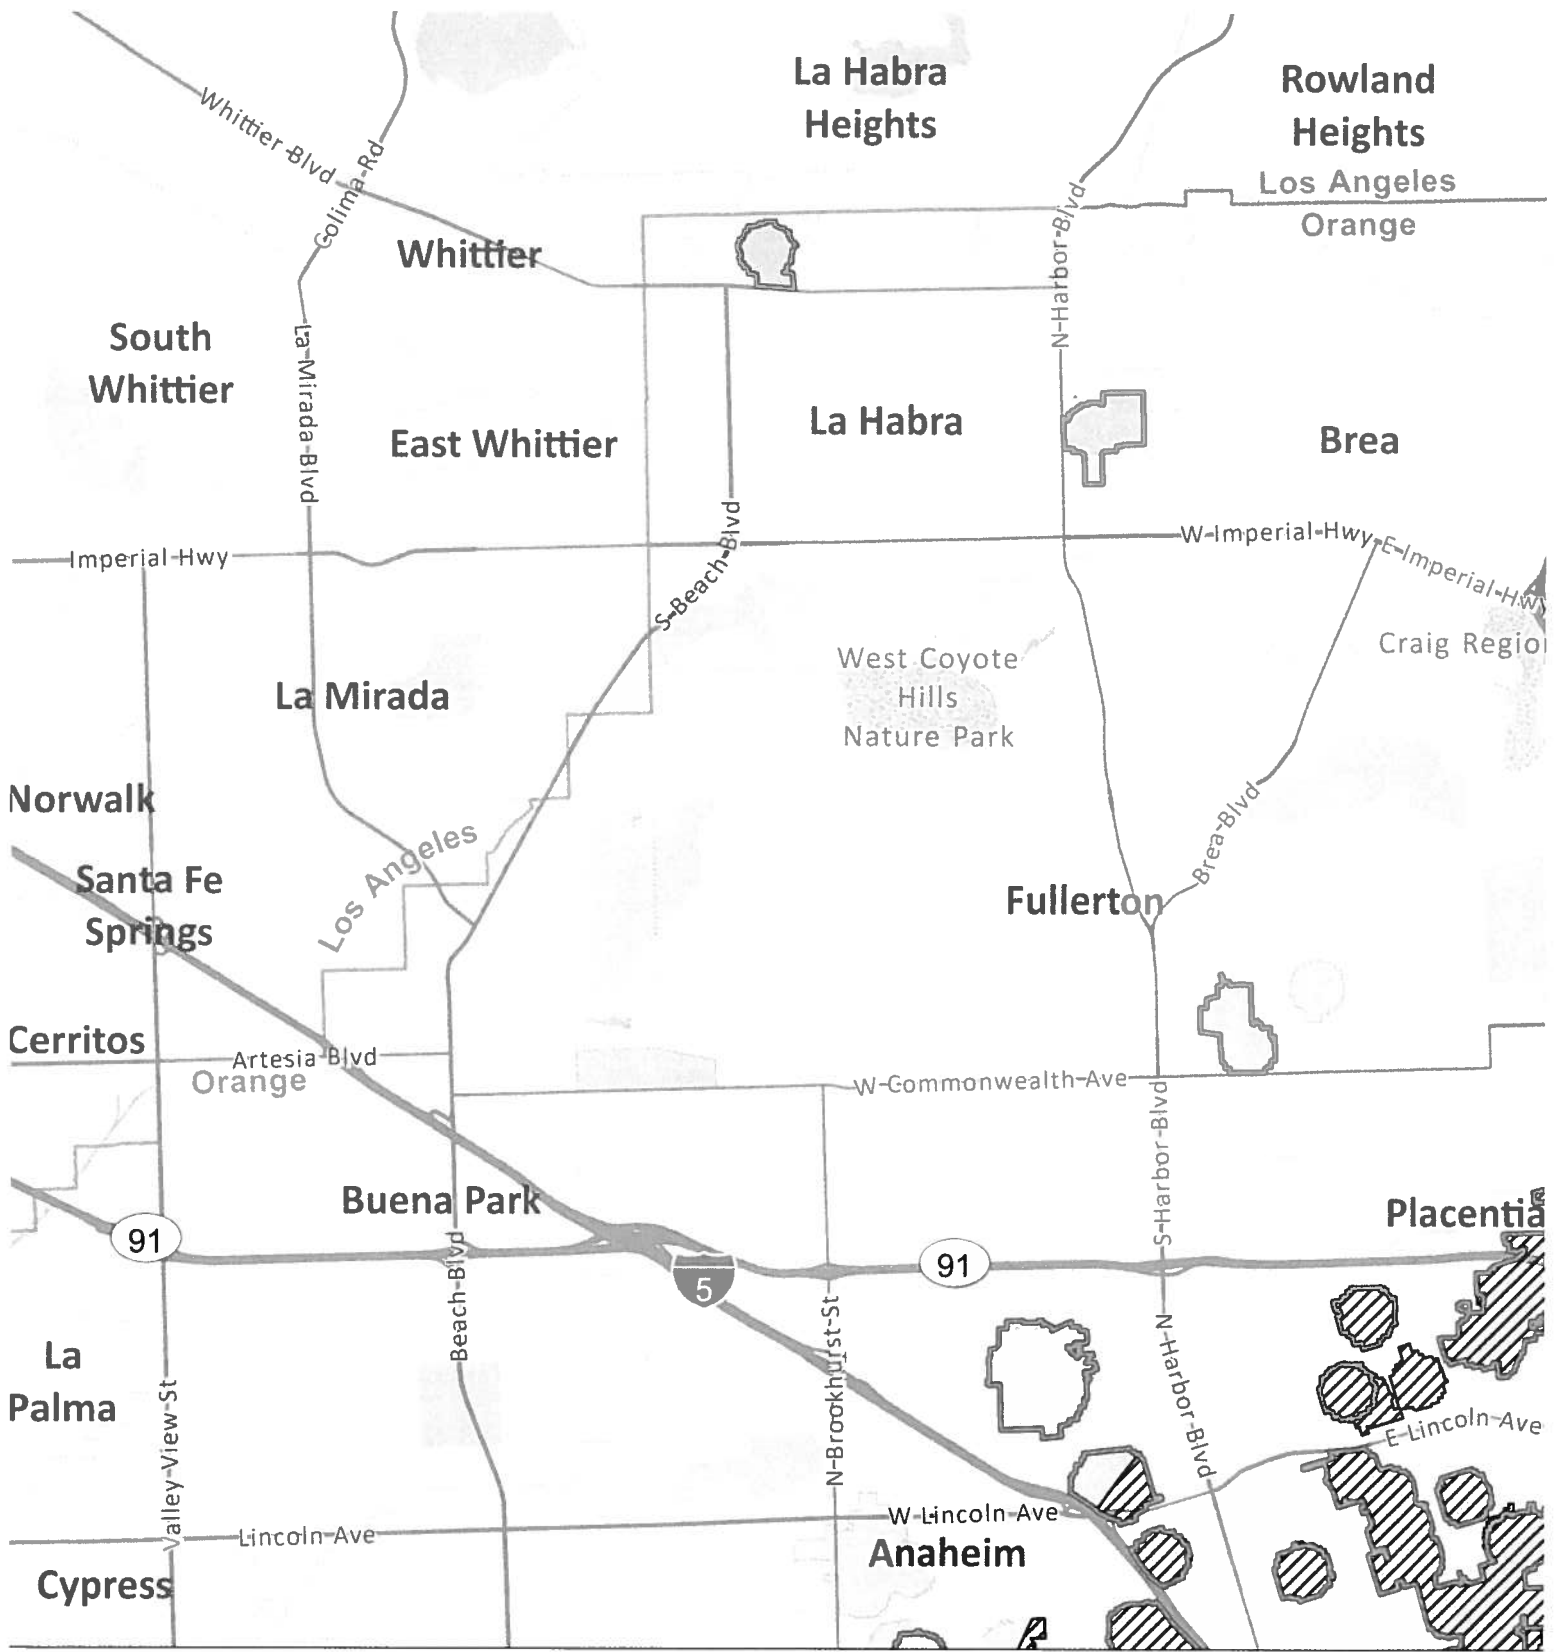 La Habra
Heights
Rowland
Heights
Los Angeles
Orange
Whittier-Blvd
Colima-Rd
N-Harbor-Blvd
Whittier
South
Whittier
La-Mirada-Blvd
East Whittier
La Habra
Brea
Imperial-Hwy
S-Beach-Blvd
W-Imperial-Hwy
E-Imperial-Hwy
West Coyote
Hills
Nature Park
Craig Region
La Mirada
Norwalk
Los Angeles
Brea-Blvd
Santa Fe
Springs
Fullerton
Cerritos
Artesia Blvd
Orange
W-Commonwealth-Ave
S-Harbor-Blvd
Buena Park
Placentia
91
91
5
Beach-Blvd
N-Brookhurst-St
N-Harbor-Blvd
La
Palma
Valley-View-St
E-Lincoln-Ave
W-Lincoln-Ave
Lincoln-Ave
Anaheim
Cypress